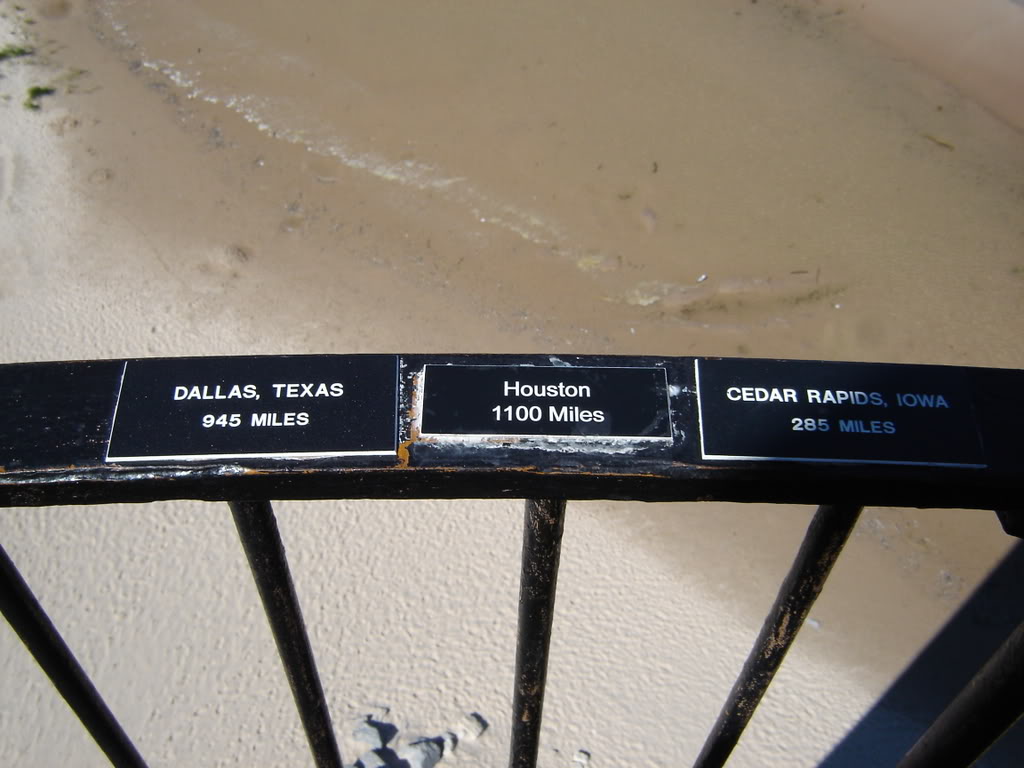 DALLAS, TEXAS
945 MILES
Houston
1100 Miles
CEDAR RAPIDS, IOWA
285 MILES